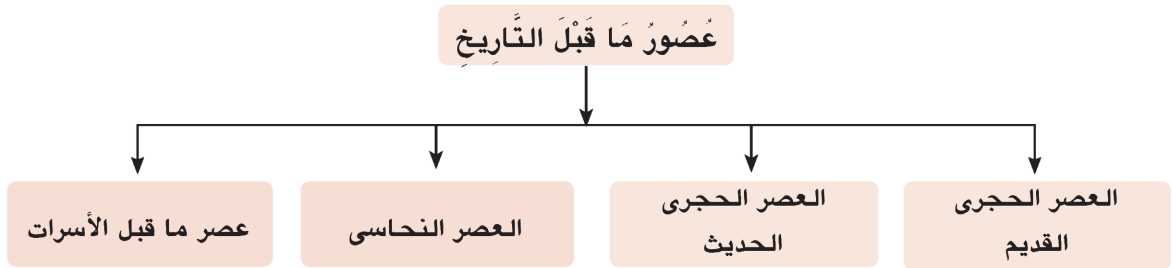 عُصُورُ مَا قَبْلَ التَّارِيخِ
العصر الحجرى
القديم
العصر الحجرى
الحديث
العصر النحاسى
عصر ما قبل الأسرات